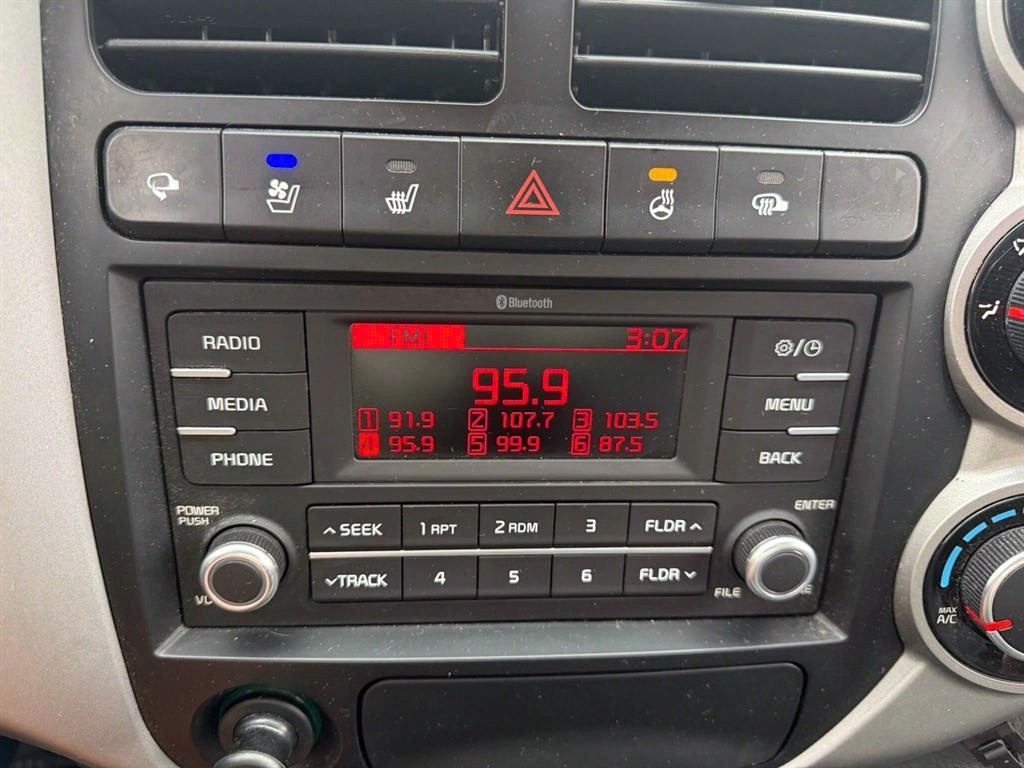 Bluetooth
RADIO
MEDIA
PHONE
FM1 3:07
95.9
1 91.9 2 107.7 3 103.5
4 95.9 5 99.9 6 87.5
MENU
BACK
POWER
PUSH
ENTER
SEEK 1 RPT 2 RDM 3 FLDR
TRACK 4 5 6 FLDR
FILE
MAX
A/C